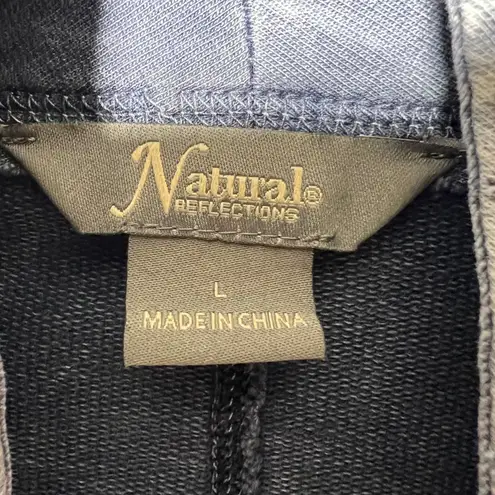 Natural®
REFLECTIONS
L
MADE IN CHINA